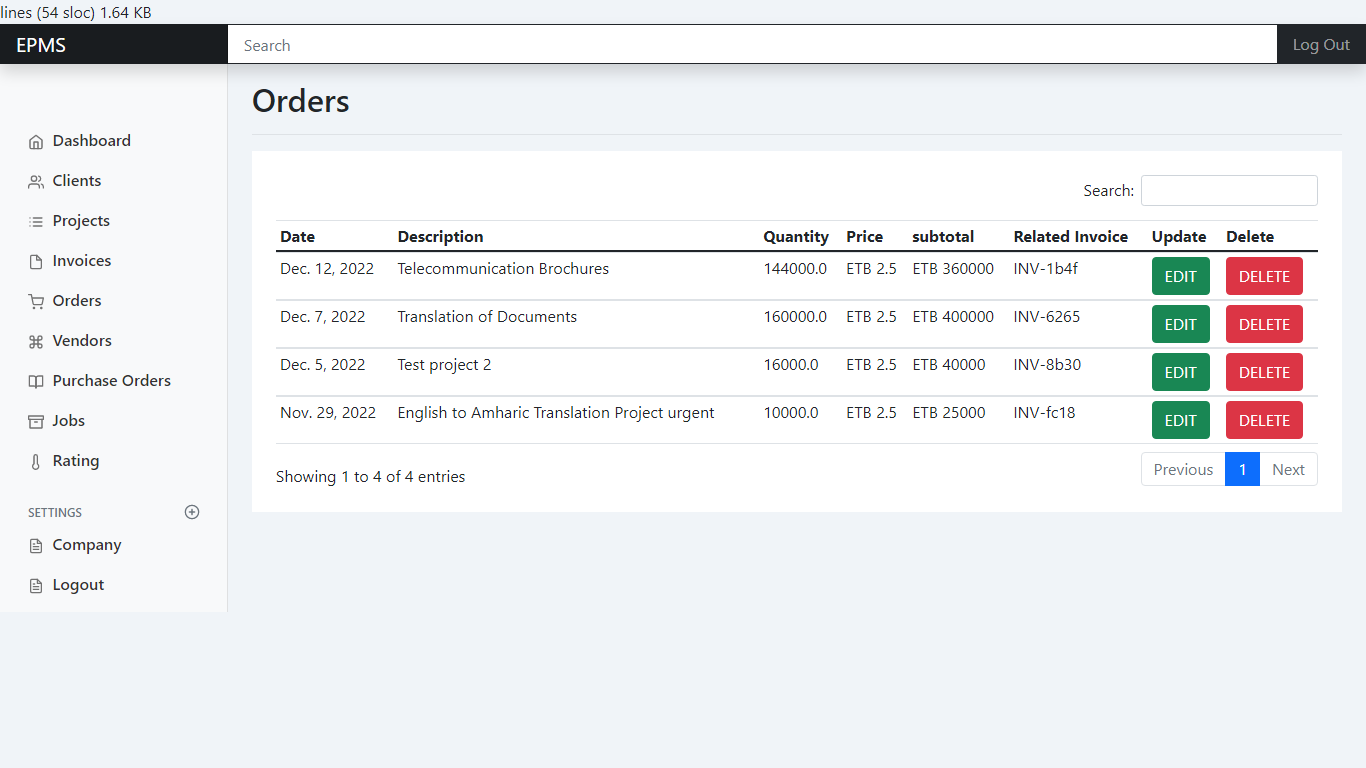 lines (54 sloc) 1.64 KB
EPMS Search Log Out
Orders
Dashboard
Clients
Projects
Invoices
Orders
Vendors
Purchase Orders
Jobs
Rating
SETTINGS
Company
Logout
Search:
Date Description Quantity Price subtotal Related Invoice Update Delete
Dec. 12, 2022 Telecommunication Brochures 144000.0 ETB 2.5 ETB 360000 INV-1b4f EDIT DELETE
Dec. 7, 2022 Translation of Documents 160000.0 ETB 2.5 ETB 400000 INV-6265 EDIT DELETE
Dec. 5, 2022 Test project 2 16000.0 ETB 2.5 ETB 40000 INV-8b30 EDIT DELETE
Nov. 29, 2022 English to Amharic Translation Project urgent 10000.0 ETB 2.5 ETB 25000 INV-fc18 EDIT DELETE
Showing 1 to 4 of 4 entries
Previous 1 Next